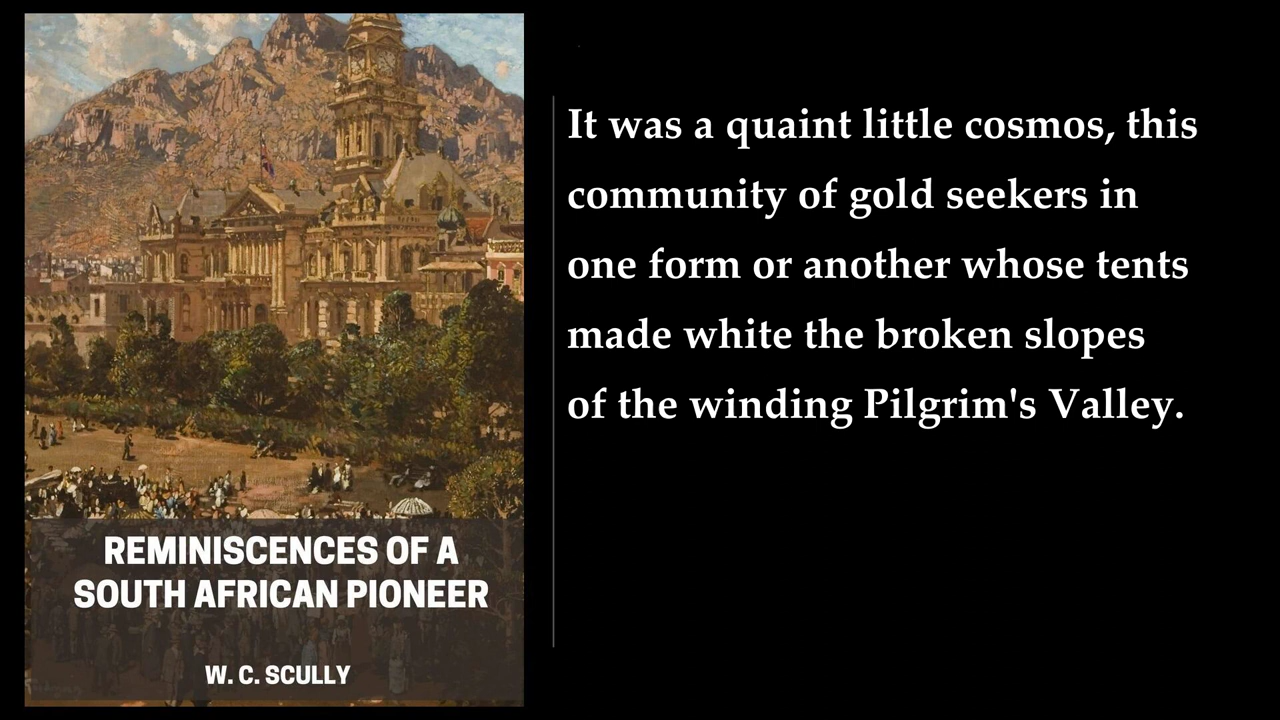 REMINISCENCES OF A
SOUTH AFRICAN PIONEER
W. C. SCULLY
It was a quaint little cosmos, this
community of gold seekers in
one form or another whose tents
made white the broken slopes
of the winding Pilgrim's Valley.